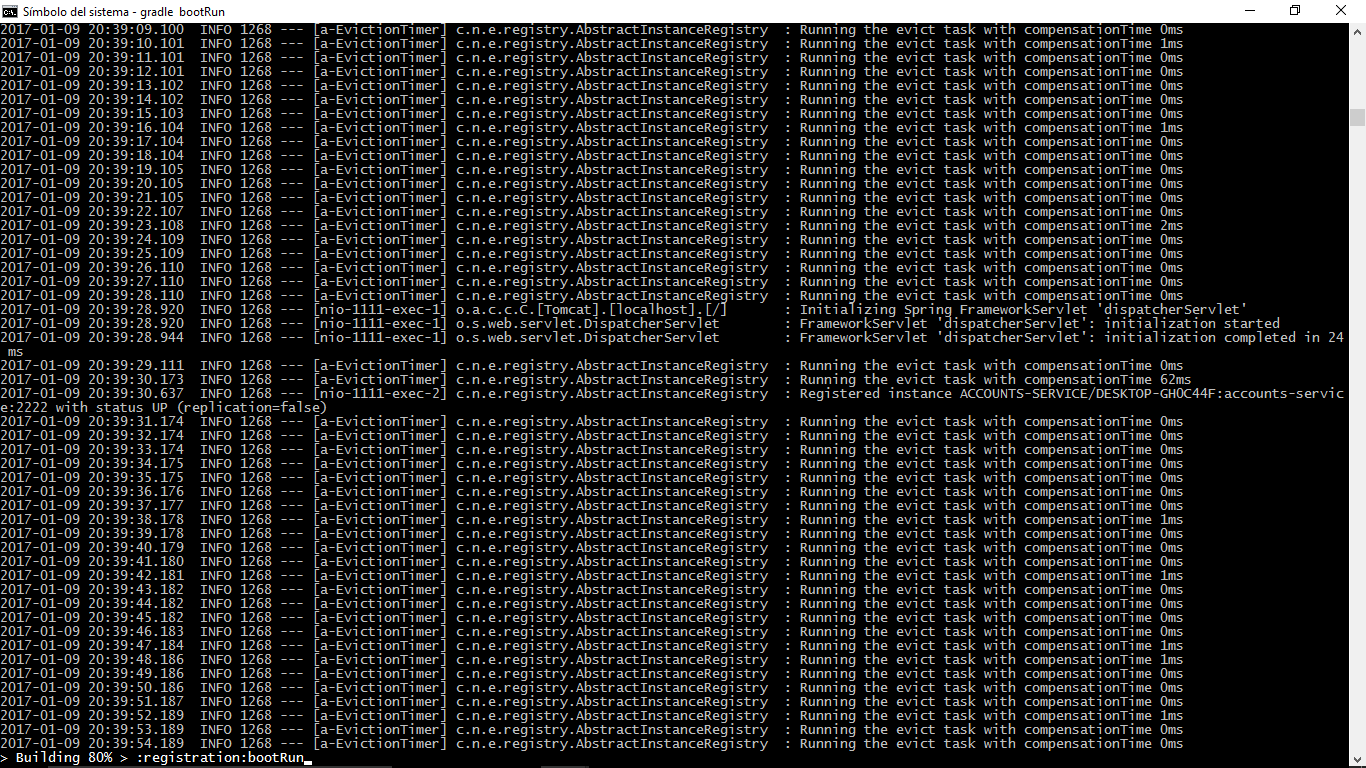 Símbolo del sistema - gradle bootRun
2017-01-09 20:39:09.100  INFO 1268 --- [a-EvictionTimer] c.n.e.registry.AbstractInstanceRegistry  : Running the evict task with compensationTime 0ms
2017-01-09 20:39:10.101  INFO 1268 --- [a-EvictionTimer] c.n.e.registry.AbstractInstanceRegistry  : Running the evict task with compensationTime 1ms
2017-01-09 20:39:11.101  INFO 1268 --- [a-EvictionTimer] c.n.e.registry.AbstractInstanceRegistry  : Running the evict task with compensationTime 0ms
2017-01-09 20:39:12.101  INFO 1268 --- [a-EvictionTimer] c.n.e.registry.AbstractInstanceRegistry  : Running the evict task with compensationTime 0ms
2017-01-09 20:39:13.102  INFO 1268 --- [a-EvictionTimer] c.n.e.registry.AbstractInstanceRegistry  : Running the evict task with compensationTime 0ms
2017-01-09 20:39:14.102  INFO 1268 --- [a-EvictionTimer] c.n.e.registry.AbstractInstanceRegistry  : Running the evict task with compensationTime 0ms
2017-01-09 20:39:15.103  INFO 1268 --- [a-EvictionTimer] c.n.e.registry.AbstractInstanceRegistry  : Running the evict task with compensationTime 0ms
2017-01-09 20:39:16.104  INFO 1268 --- [a-EvictionTimer] c.n.e.registry.AbstractInstanceRegistry  : Running the evict task with compensationTime 1ms
2017-01-09 20:39:17.104  INFO 1268 --- [a-EvictionTimer] c.n.e.registry.AbstractInstanceRegistry  : Running the evict task with compensationTime 0ms
2017-01-09 20:39:18.104  INFO 1268 --- [a-EvictionTimer] c.n.e.registry.AbstractInstanceRegistry  : Running the evict task with compensationTime 0ms
2017-01-09 20:39:19.105  INFO 1268 --- [a-EvictionTimer] c.n.e.registry.AbstractInstanceRegistry  : Running the evict task with compensationTime 0ms
2017-01-09 20:39:20.105  INFO 1268 --- [a-EvictionTimer] c.n.e.registry.AbstractInstanceRegistry  : Running the evict task with compensationTime 0ms
2017-01-09 20:39:21.105  INFO 1268 --- [a-EvictionTimer] c.n.e.registry.AbstractInstanceRegistry  : Running the evict task with compensationTime 0ms
2017-01-09 20:39:22.107  INFO 1268 --- [a-EvictionTimer] c.n.e.registry.AbstractInstanceRegistry  : Running the evict task with compensationTime 0ms
2017-01-09 20:39:23.108  INFO 1268 --- [a-EvictionTimer] c.n.e.registry.AbstractInstanceRegistry  : Running the evict task with compensationTime 2ms
2017-01-09 20:39:24.109  INFO 1268 --- [a-EvictionTimer] c.n.e.registry.AbstractInstanceRegistry  : Running the evict task with compensationTime 0ms
2017-01-09 20:39:25.109  INFO 1268 --- [a-EvictionTimer] c.n.e.registry.AbstractInstanceRegistry  : Running the evict task with compensationTime 0ms
2017-01-09 20:39:26.110  INFO 1268 --- [a-EvictionTimer] c.n.e.registry.AbstractInstanceRegistry  : Running the evict task with compensationTime 0ms
2017-01-09 20:39:27.110  INFO 1268 --- [a-EvictionTimer] c.n.e.registry.AbstractInstanceRegistry  : Running the evict task with compensationTime 0ms
2017-01-09 20:39:28.110  INFO 1268 --- [a-EvictionTimer] c.n.e.registry.AbstractInstanceRegistry  : Running the evict task with compensationTime 0ms
2017-01-09 20:39:28.920  INFO 1268 --- [nio-1111-exec-1] o.a.c.c.C.[Tomcat].[localhost].[/]       : Initializing Spring FrameworkServlet 'dispatcherServlet'
2017-01-09 20:39:28.920  INFO 1268 --- [nio-1111-exec-1] o.s.web.servlet.DispatcherServlet        : FrameworkServlet 'dispatcherServlet': initialization started
2017-01-09 20:39:28.944  INFO 1268 --- [nio-1111-exec-1] o.s.web.servlet.DispatcherServlet        : FrameworkServlet 'dispatcherServlet': initialization completed in 24
 ms
2017-01-09 20:39:29.111  INFO 1268 --- [a-EvictionTimer] c.n.e.registry.AbstractInstanceRegistry  : Running the evict task with compensationTime 0ms
2017-01-09 20:39:30.173  INFO 1268 --- [a-EvictionTimer] c.n.e.registry.AbstractInstanceRegistry  : Running the evict task with compensationTime 62ms
2017-01-09 20:39:30.637  INFO 1268 --- [nio-1111-exec-2] c.n.e.registry.AbstractInstanceRegistry  : Registered instance ACCOUNTS-SERVICE/DESKTOP-GHOC44F:accounts-servic
e:2222 with status UP (replication=false)
2017-01-09 20:39:31.174  INFO 1268 --- [a-EvictionTimer] c.n.e.registry.AbstractInstanceRegistry  : Running the evict task with compensationTime 0ms
2017-01-09 20:39:32.174  INFO 1268 --- [a-EvictionTimer] c.n.e.registry.AbstractInstanceRegistry  : Running the evict task with compensationTime 0ms
2017-01-09 20:39:33.174  INFO 1268 --- [a-EvictionTimer] c.n.e.registry.AbstractInstanceRegistry  : Running the evict task with compensationTime 0ms
2017-01-09 20:39:34.175  INFO 1268 --- [a-EvictionTimer] c.n.e.registry.AbstractInstanceRegistry  : Running the evict task with compensationTime 0ms
2017-01-09 20:39:35.175  INFO 1268 --- [a-EvictionTimer] c.n.e.registry.AbstractInstanceRegistry  : Running the evict task with compensationTime 0ms
2017-01-09 20:39:36.176  INFO 1268 --- [a-EvictionTimer] c.n.e.registry.AbstractInstanceRegistry  : Running the evict task with compensationTime 0ms
2017-01-09 20:39:37.177  INFO 1268 --- [a-EvictionTimer] c.n.e.registry.AbstractInstanceRegistry  : Running the evict task with compensationTime 0ms
2017-01-09 20:39:38.178  INFO 1268 --- [a-EvictionTimer] c.n.e.registry.AbstractInstanceRegistry  : Running the evict task with compensationTime 1ms
2017-01-09 20:39:39.178  INFO 1268 --- [a-EvictionTimer] c.n.e.registry.AbstractInstanceRegistry  : Running the evict task with compensationTime 0ms
2017-01-09 20:39:40.179  INFO 1268 --- [a-EvictionTimer] c.n.e.registry.AbstractInstanceRegistry  : Running the evict task with compensationTime 0ms
2017-01-09 20:39:41.180  INFO 1268 --- [a-EvictionTimer] c.n.e.registry.AbstractInstanceRegistry  : Running the evict task with compensationTime 0ms
2017-01-09 20:39:42.181  INFO 1268 --- [a-EvictionTimer] c.n.e.registry.AbstractInstanceRegistry  : Running the evict task with compensationTime 1ms
2017-01-09 20:39:43.182  INFO 1268 --- [a-EvictionTimer] c.n.e.registry.AbstractInstanceRegistry  : Running the evict task with compensationTime 0ms
2017-01-09 20:39:44.182  INFO 1268 --- [a-EvictionTimer] c.n.e.registry.AbstractInstanceRegistry  : Running the evict task with compensationTime 0ms
2017-01-09 20:39:45.182  INFO 1268 --- [a-EvictionTimer] c.n.e.registry.AbstractInstanceRegistry  : Running the evict task with compensationTime 0ms
2017-01-09 20:39:46.183  INFO 1268 --- [a-EvictionTimer] c.n.e.registry.AbstractInstanceRegistry  : Running the evict task with compensationTime 0ms
2017-01-09 20:39:47.184  INFO 1268 --- [a-EvictionTimer] c.n.e.registry.AbstractInstanceRegistry  : Running the evict task with compensationTime 1ms
2017-01-09 20:39:48.186  INFO 1268 --- [a-EvictionTimer] c.n.e.registry.AbstractInstanceRegistry  : Running the evict task with compensationTime 1ms
2017-01-09 20:39:49.186  INFO 1268 --- [a-EvictionTimer] c.n.e.registry.AbstractInstanceRegistry  : Running the evict task with compensationTime 0ms
2017-01-09 20:39:50.186  INFO 1268 --- [a-EvictionTimer] c.n.e.registry.AbstractInstanceRegistry  : Running the evict task with compensationTime 0ms
2017-01-09 20:39:51.187  INFO 1268 --- [a-EvictionTimer] c.n.e.registry.AbstractInstanceRegistry  : Running the evict task with compensationTime 0ms
2017-01-09 20:39:52.189  INFO 1268 --- [a-EvictionTimer] c.n.e.registry.AbstractInstanceRegistry  : Running the evict task with compensationTime 1ms
2017-01-09 20:39:53.189  INFO 1268 --- [a-EvictionTimer] c.n.e.registry.AbstractInstanceRegistry  : Running the evict task with compensationTime 0ms
2017-01-09 20:39:54.189  INFO 1268 --- [a-EvictionTimer] c.n.e.registry.AbstractInstanceRegistry  : Running the evict task with compensationTime 0ms
> Building 80% > :registration:bootRun